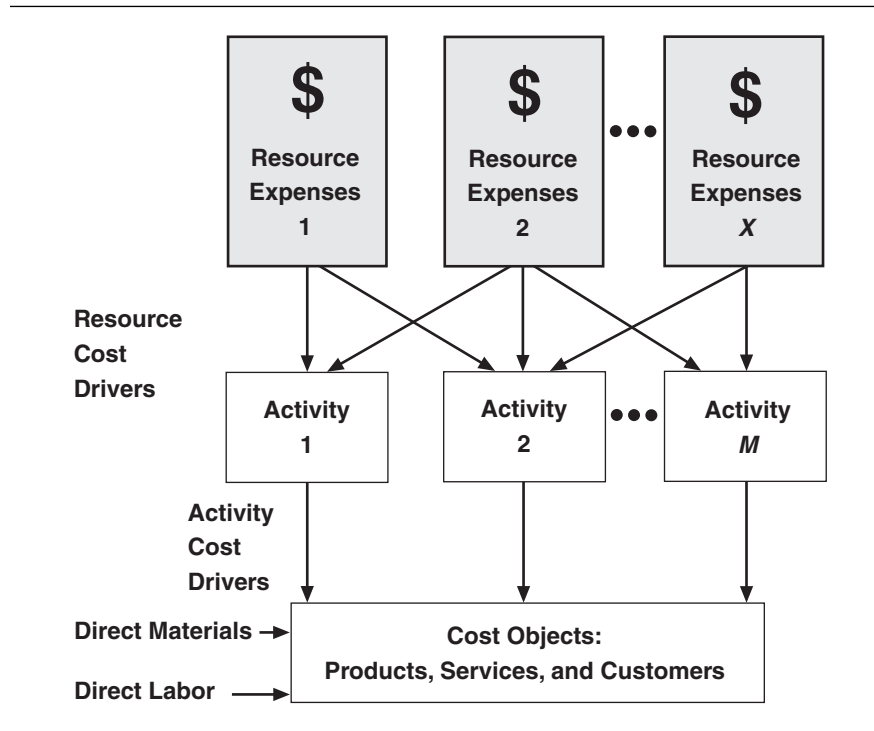 $
Resource
Expenses
1
$
Resource
Expenses
2
$
Resource
Expenses
X
Resource
Cost
Drivers
Activity
1
Activity
2
Activity
M
Activity
Cost
Drivers
Direct Materials
Direct Labor
Cost Objects:
Products, Services, and Customers